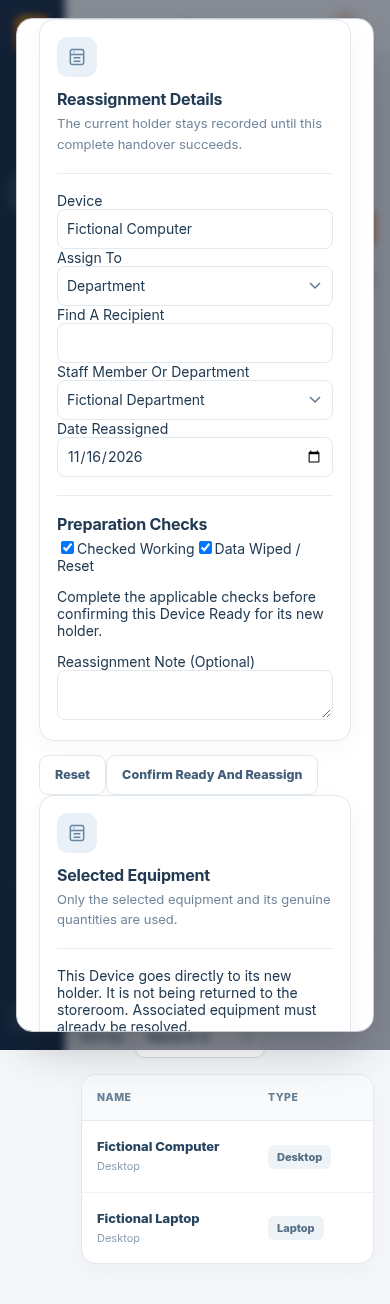 Reassignment Details
The current holder stays recorded until this
complete handover succeeds.
Device
Fictional Computer
Assign To
Department
Find A Recipient
Staff Member Or Department
Fictional Department
Date Reassigned
11/16/2026
Preparation Checks
Checked Working Data Wiped /
Reset
Complete the applicable checks before
confirming this Device Ready for its new
holder.
Reassignment Note (Optional)
Reset Confirm Ready And Reassign
Selected Equipment
Only the selected equipment and its genuine
quantities are used.
This Device goes directly to its new
holder. It is not being returned to the
storeroom. Associated equipment must
already be resolved.
NAME TYPE
Fictional Computer
Desktop
Desktop
Fictional Laptop
Desktop
Laptop